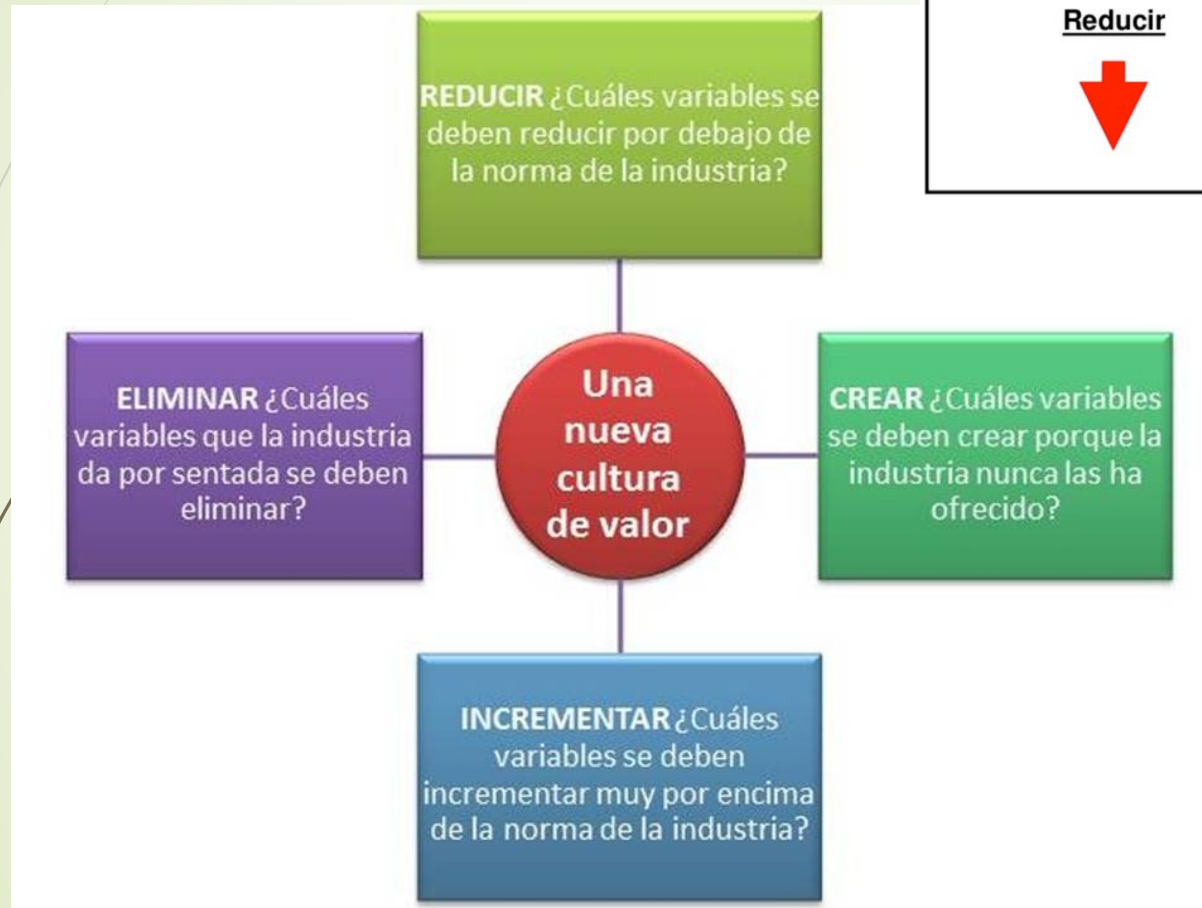 Reducir
REDUCIR ¿Cuáles variables se
deben reducir por debajo de
la norma de la industria?
ELIMINAR ¿Cuáles
variables que la industria
da por sentada se deben
eliminar?
Una
nueva
cultura
de valor
CREAR ¿Cuáles variables
se deben crear porque la
industria nunca las ha
ofrecido?
INCREMENTAR ¿Cuáles
variables se deben
incrementar muy por encima
de la norma de la industria?